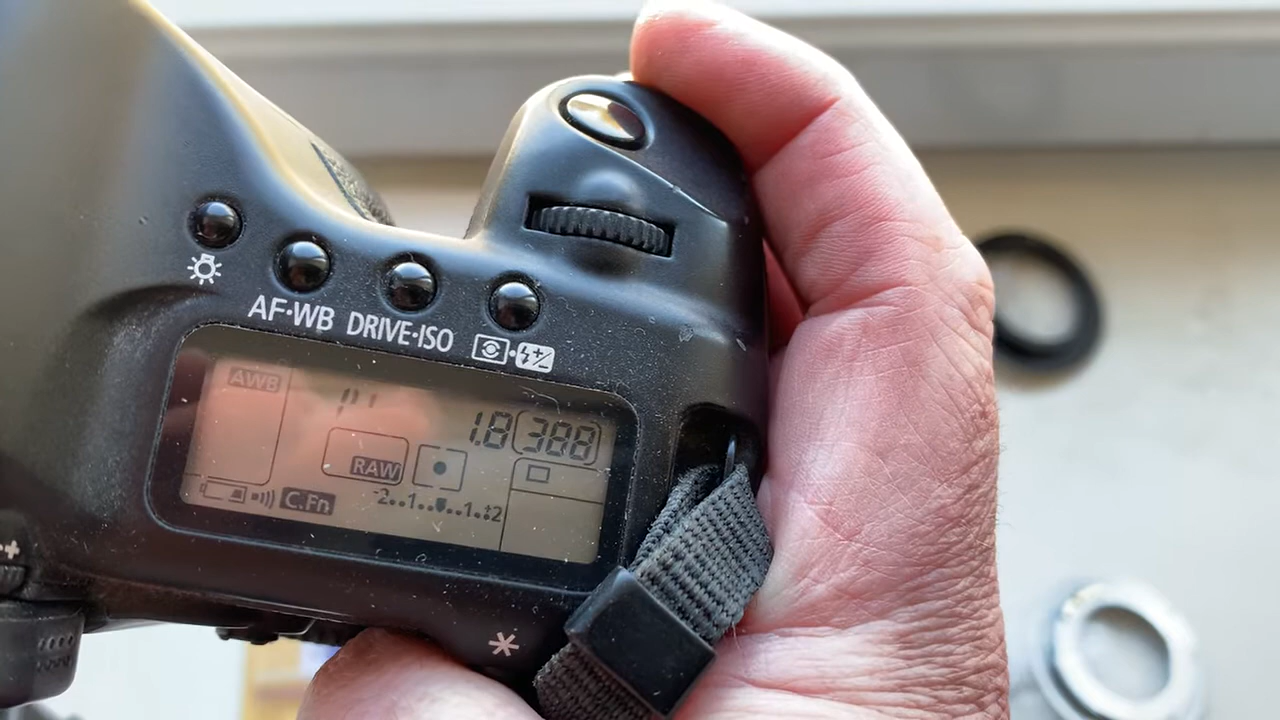 AF·WB DRIVE·ISO
AWB
1.8 [388]
RAW
C.Fn
-2..1..▼..1.+2